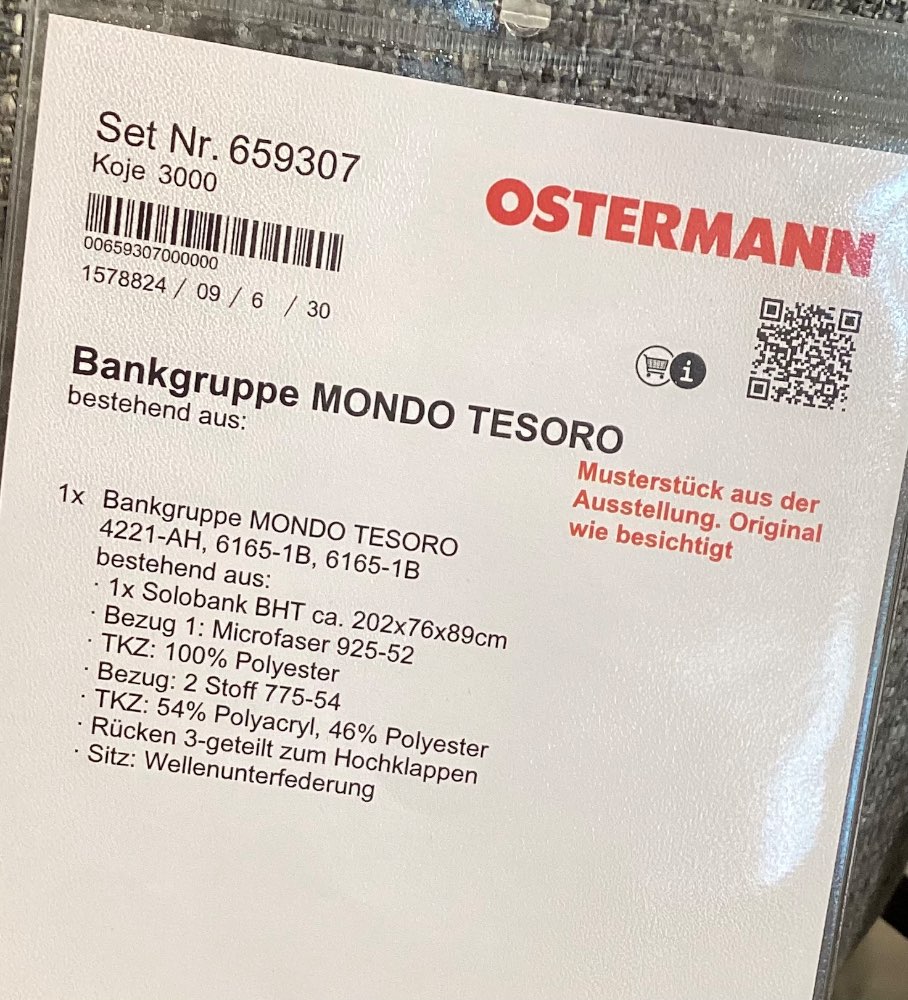 Set Nr. 659307
Koje 3000
00659307000000
1578824 / 09 / 6 / 30
OSTERMANN
i
Bankgruppe MONDO TESORO
bestehend aus:
Musterstück aus der
Ausstellung. Original
wie besichtigt
1x Bankgruppe MONDO TESORO
4221-AH, 6165-1B, 6165-1B
bestehend aus:
· 1x Solobank BHT ca. 202x76x89cm
· Bezug 1: Microfaser 925-52
· TKZ: 100% Polyester
· Bezug: 2 Stoff 775-54
· TKZ: 54% Polyacryl, 46% Polyester
· Rücken 3-geteilt zum Hochklappen
· Sitz: Wellenunterfederung